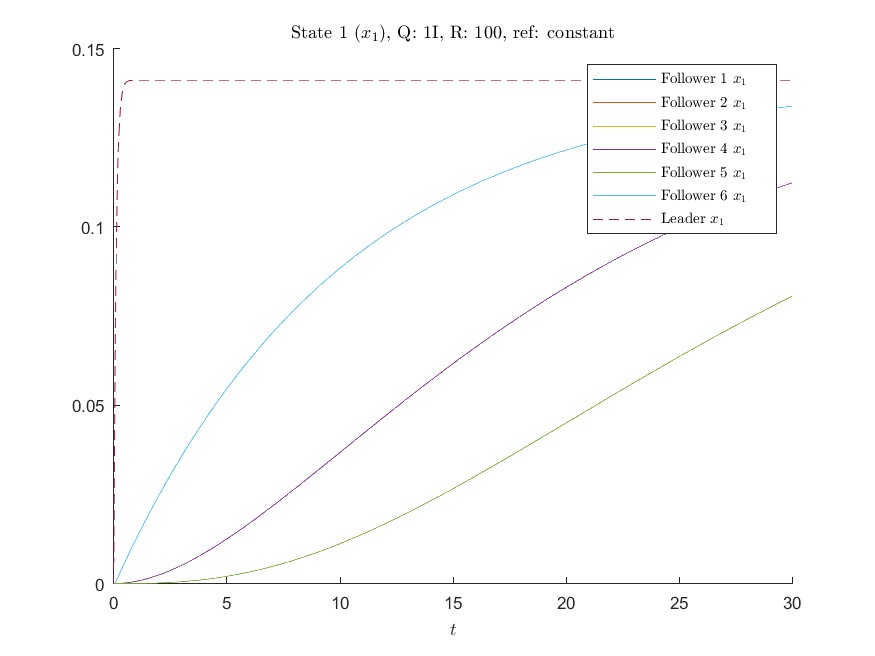 State 1 (x₁), Q: 1I, R: 100, ref: constant
0.15
0.1
0.05
0
0 5 10 15 20 25 30
t
Follower 1 x₁
Follower 2 x₁
Follower 3 x₁
Follower 4 x₁
Follower 5 x₁
Follower 6 x₁
Leader x₁